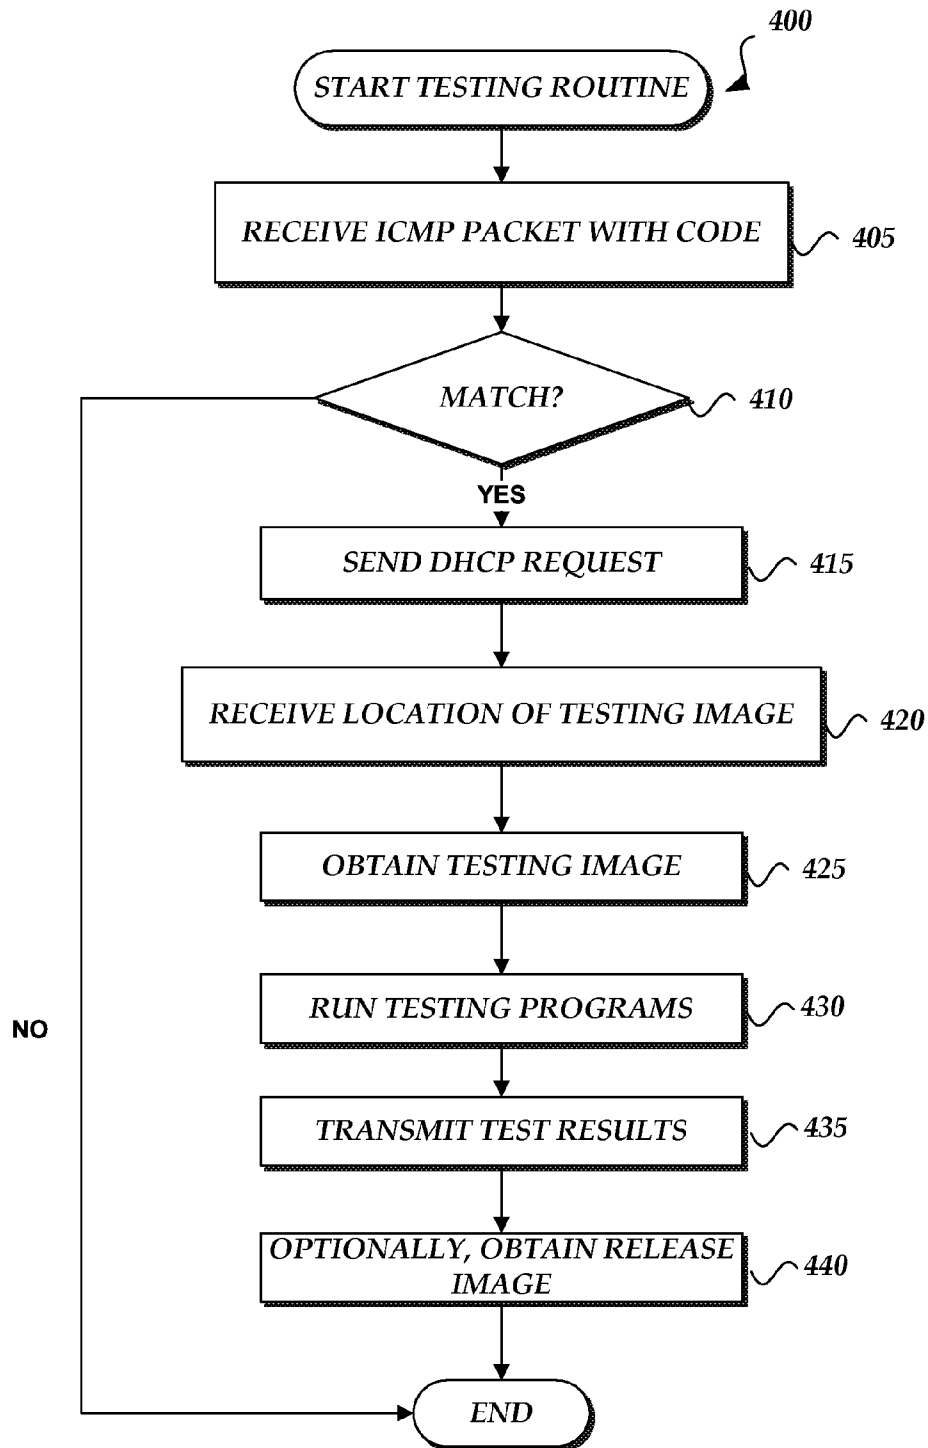 400
START TESTING ROUTINE
RECEIVE ICMP PACKET WITH CODE
405
MATCH?
410
YES
SEND DHCP REQUEST
415
RECEIVE LOCATION OF TESTING IMAGE
420
OBTAIN TESTING IMAGE
425
RUN TESTING PROGRAMS
430
NO
TRANSMIT TEST RESULTS
435
OPTIONALLY, OBTAIN RELEASE
IMAGE
440
END